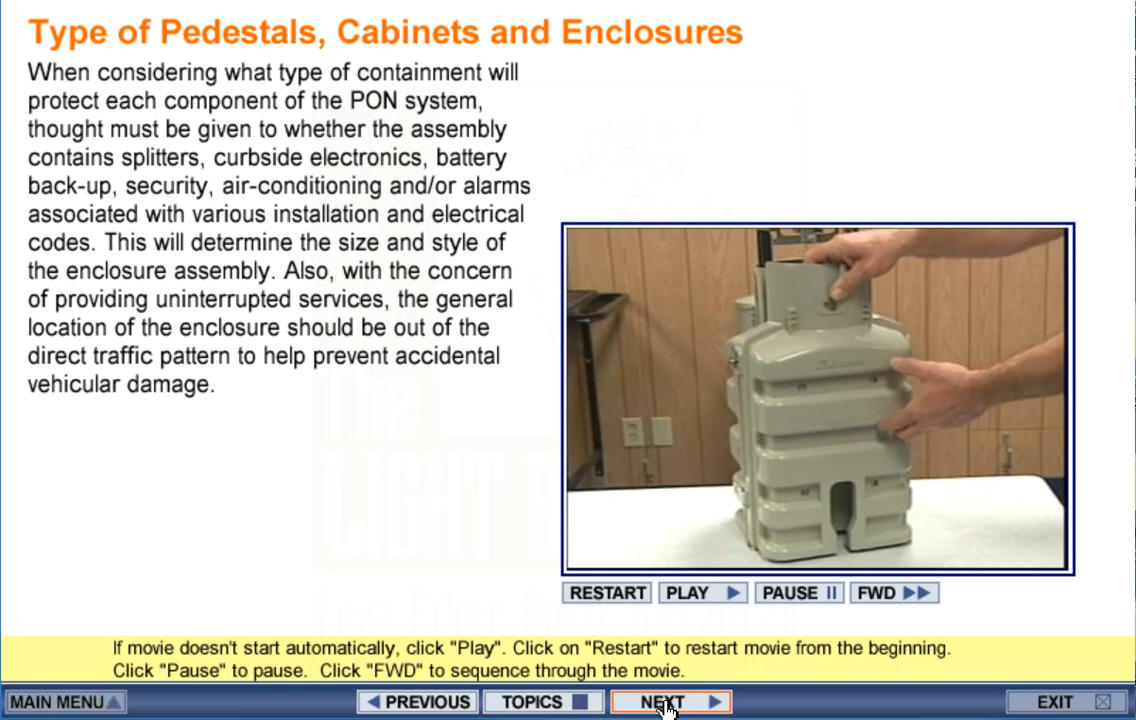 Type of Pedestals, Cabinets and Enclosures
When considering what type of containment will
protect each component of the PON system,
thought must be given to whether the assembly
contains splitters, curbside electronics, battery
back-up, security, air-conditioning and/or alarms
associated with various installation and electrical
codes. This will determine the size and style of
the enclosure assembly. Also, with the concern
of providing uninterrupted services, the general
location of the enclosure should be out of the
direct traffic pattern to help prevent accidental
vehicular damage.
The
LIGHT
RESTART PLAY PAUSE FWD
If movie doesn't start automatically, click "Play". Click on "Restart" to restart movie from the beginning.
Click "Pause" to pause. Click "FWD" to sequence through the movie.
MAIN MENU PREVIOUS TOPICS NEXT EXIT